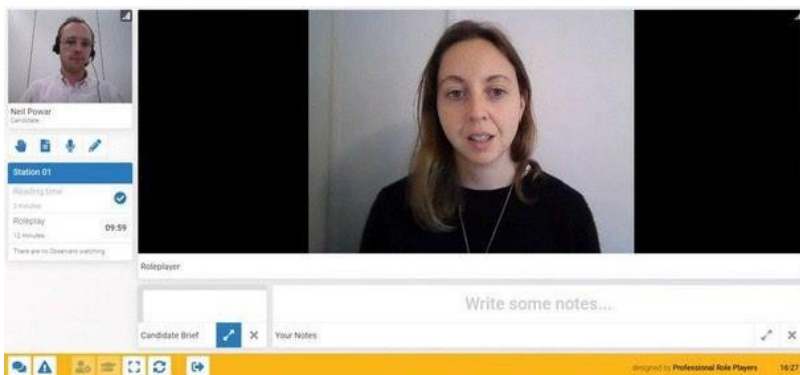 Neil Powar
Candidate
Station 01
Reading time
3 minutes
Roleplay
12 minutes
09:59
There are no Observers watching
Roleplayer
Write some notes...
Candidate Brief
Your Notes
designed by Professional Role Players
16:27